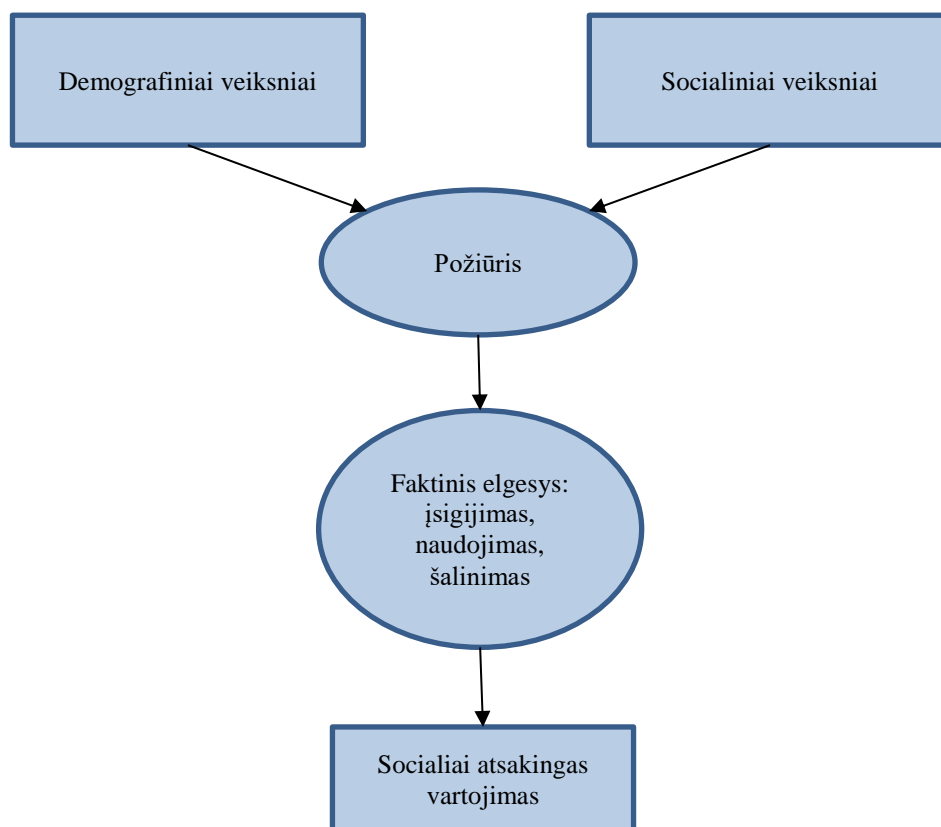 Demografiniai veiksniai
Socialiniai veiksniai
Požiūris
Faktinis elgesys:
įsigijimas,
naudojimas,
šalinimas
Socialiai atsakingas
vartojimas